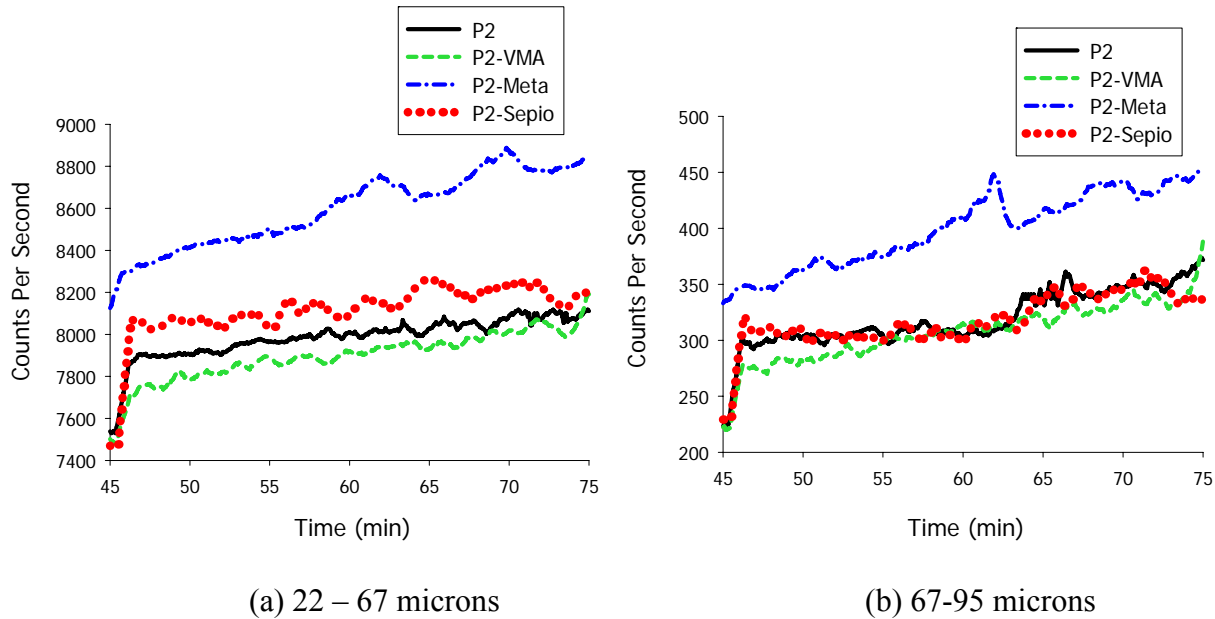 P2
P2-VMA
P2-Meta
P2-Sepio
9000
8800
8600
8400
8200
8000
7800
7600
7400
Counts Per Second
45 50 55 60 65 70 75
Time (min)
(a) 22 – 67 microns
P2
P2-VMA
P2-Meta
P2-Sepio
500
450
400
350
300
250
200
Counts Per Second
45 50 55 60 65 70 75
Time (min)
(b) 67-95 microns